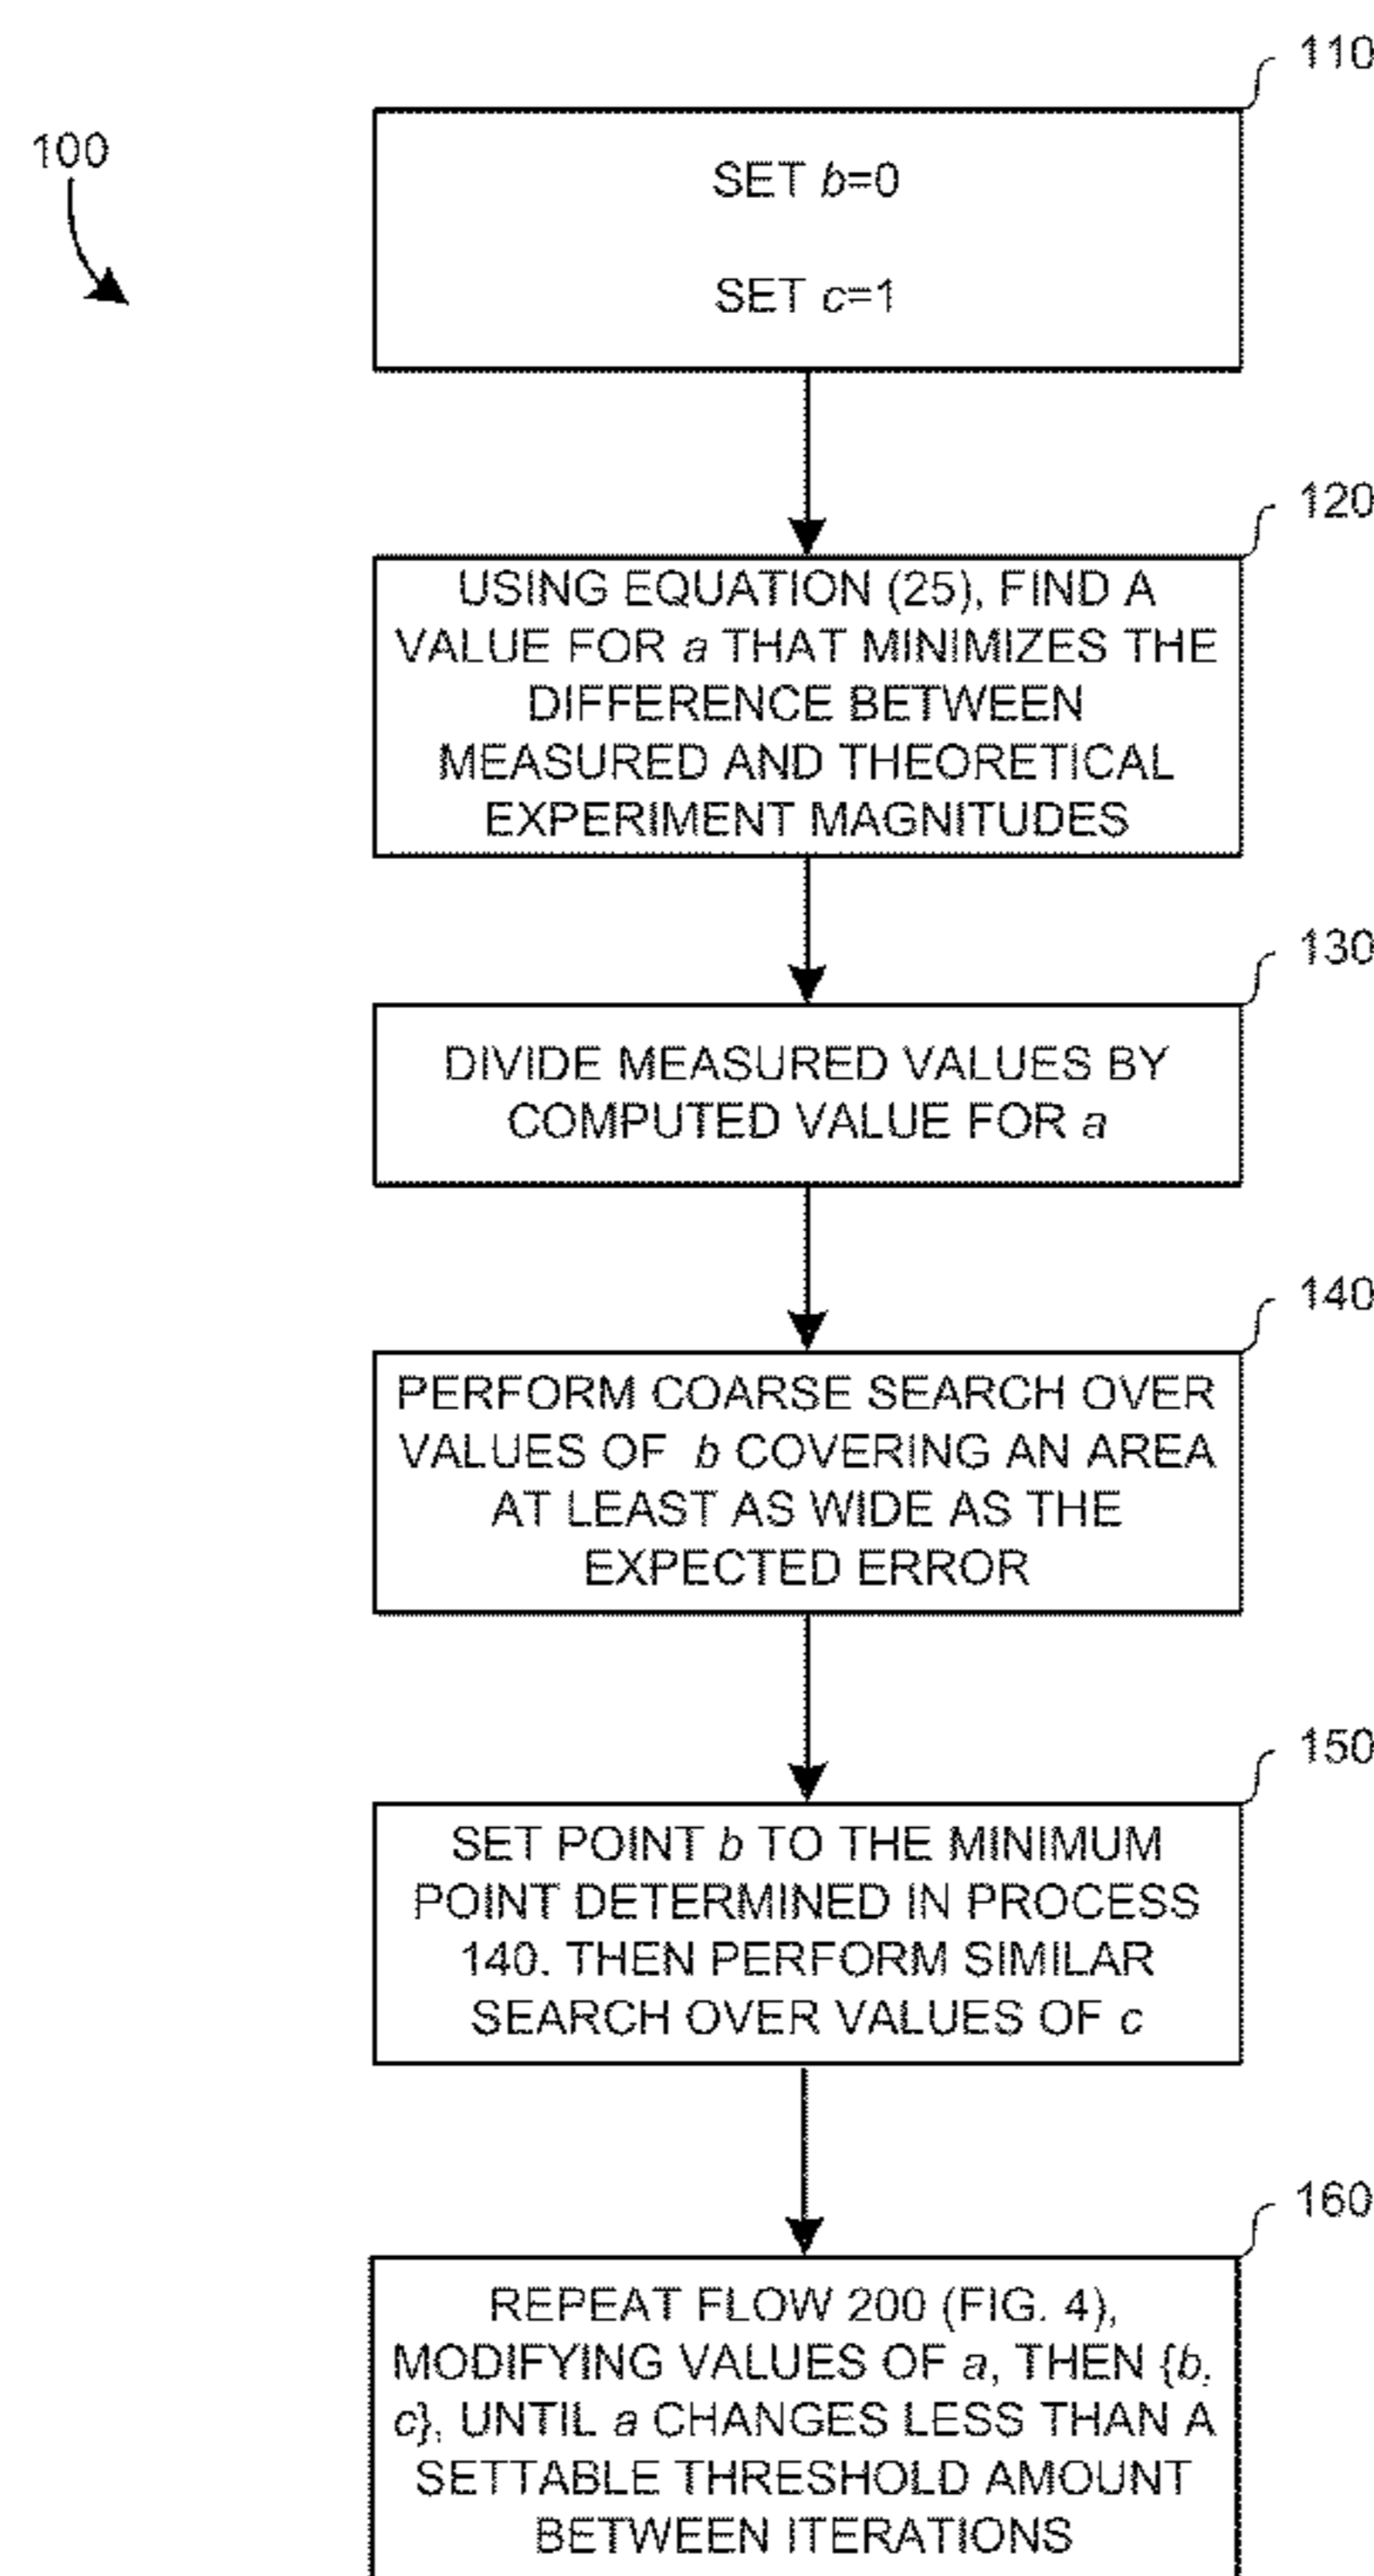 110
100
SET b=0
SET c=1
120
USING EQUATION (25), FIND A
VALUE FOR a THAT MINIMIZES THE
DIFFERENCE BETWEEN
MEASURED AND THEORETICAL
EXPERIMENT MAGNITUDES
130
DIVIDE MEASURED VALUES BY
COMPUTED VALUE FOR a
140
PERFORM COARSE SEARCH OVER
VALUES OF b COVERING AN AREA
AT LEAST AS WIDE AS THE
EXPECTED ERROR
150
SET POINT b TO THE MINIMUM
POINT DETERMINED IN PROCESS
140. THEN PERFORM SIMILAR
SEARCH OVER VALUES OF c
160
REPEAT FLOW 200 (FIG. 4),
MODIFYING VALUES OF a, THEN {b,
c}, UNTIL a CHANGES LESS THAN A
SETTABLE THRESHOLD AMOUNT
BETWEEN ITERATIONS